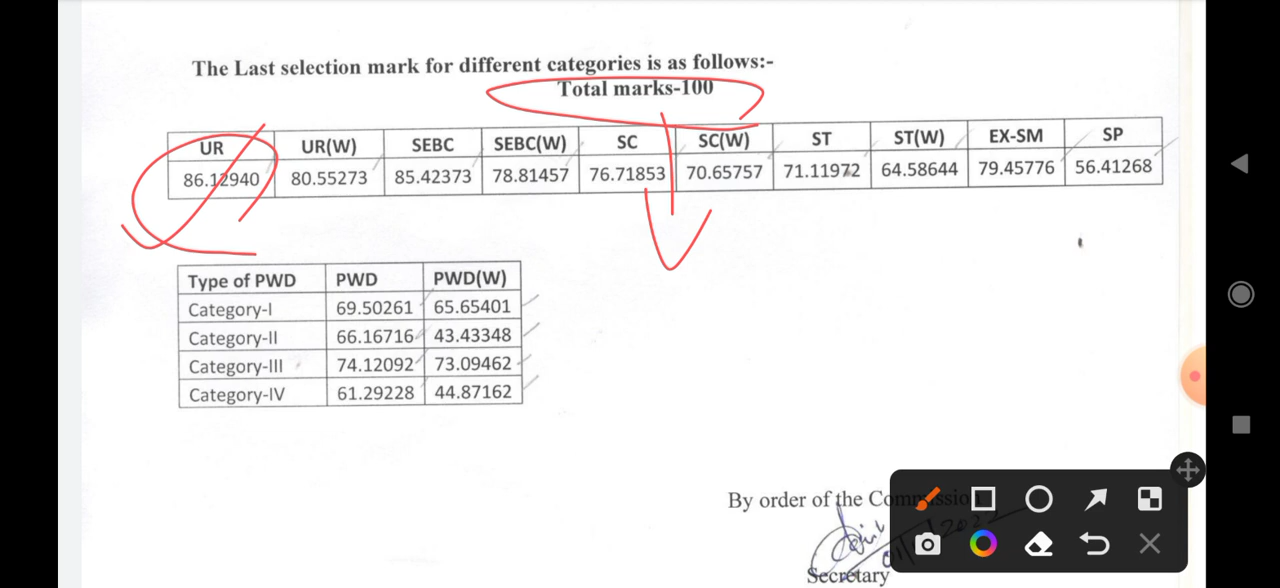 The Last selection mark for different categories is as follows:-
Total marks-100
UR UR(W) SEBC SEBC(W) SC SC(W) ST ST(W) EX-SM SP
86.12940 80.55273 85.42373 78.81457 76.71853 70.65757 71.11972 64.58644 79.45776 56.41268
Type of PWD PWD PWD(W)
Category-I 69.50261 65.65401
Category-II 66.16716 43.43348
Category-III 74.12092 73.09462
Category-IV 61.29228 44.87162
By order of the Commission
Secretary